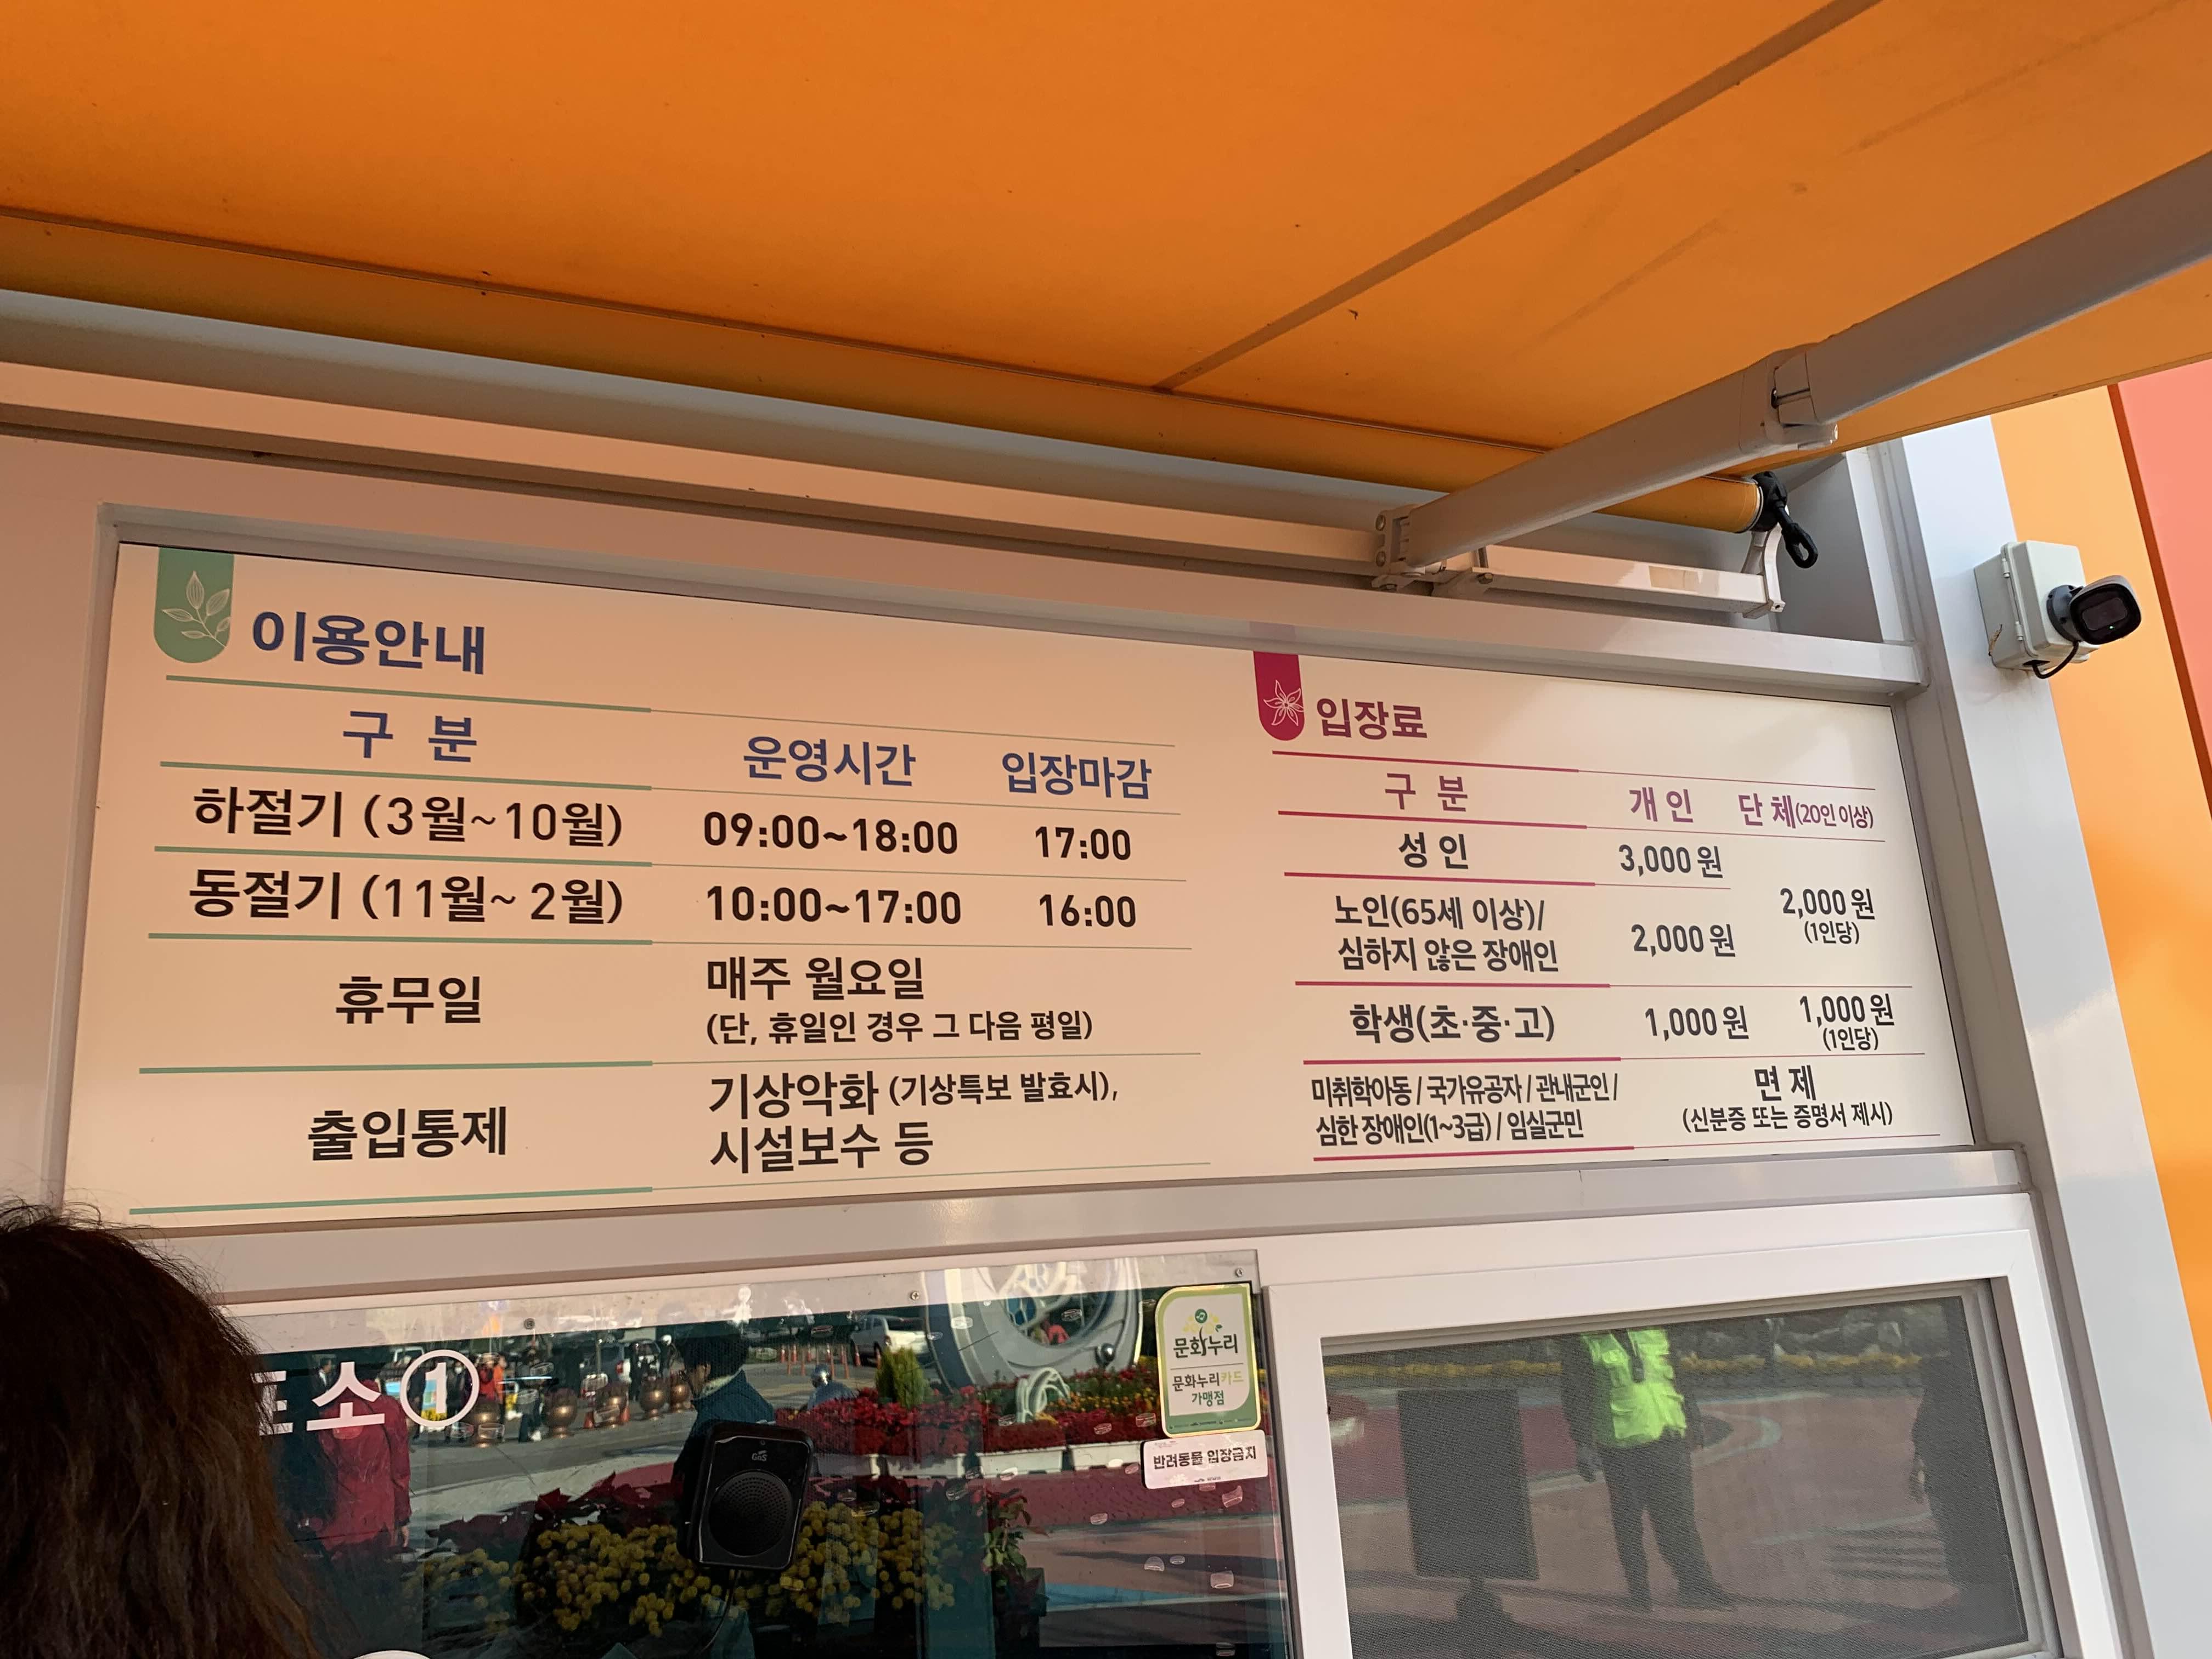 이용안내
구 분 운영시간 입장마감
하절기 (3월~10월) 09:00~18:00 17:00
동절기 (11월~ 2월) 10:00~17:00 16:00
휴무일 매주 월요일
(단, 휴일인 경우 그 다음 평일)
출입통제 기상악화 (기상특보 발효시),
시설보수 등
입장료
구 분 개 인 단 체(20인 이상)
성 인 3,000 원
노인(65세 이상)/
심하지 않은 장애인 2,000 원
2,000 원
(1인당)
학생(초·중·고) 1,000 원 1,000 원
(1인당)
미취학아동 / 국가유공자 / 관내군인 /
심한 장애인(1~3급) / 임실군민
면 제
(신분증 또는 증명서 제시)
소 1
문화누리
문화누리카드
가맹점
반려동물 입장금지